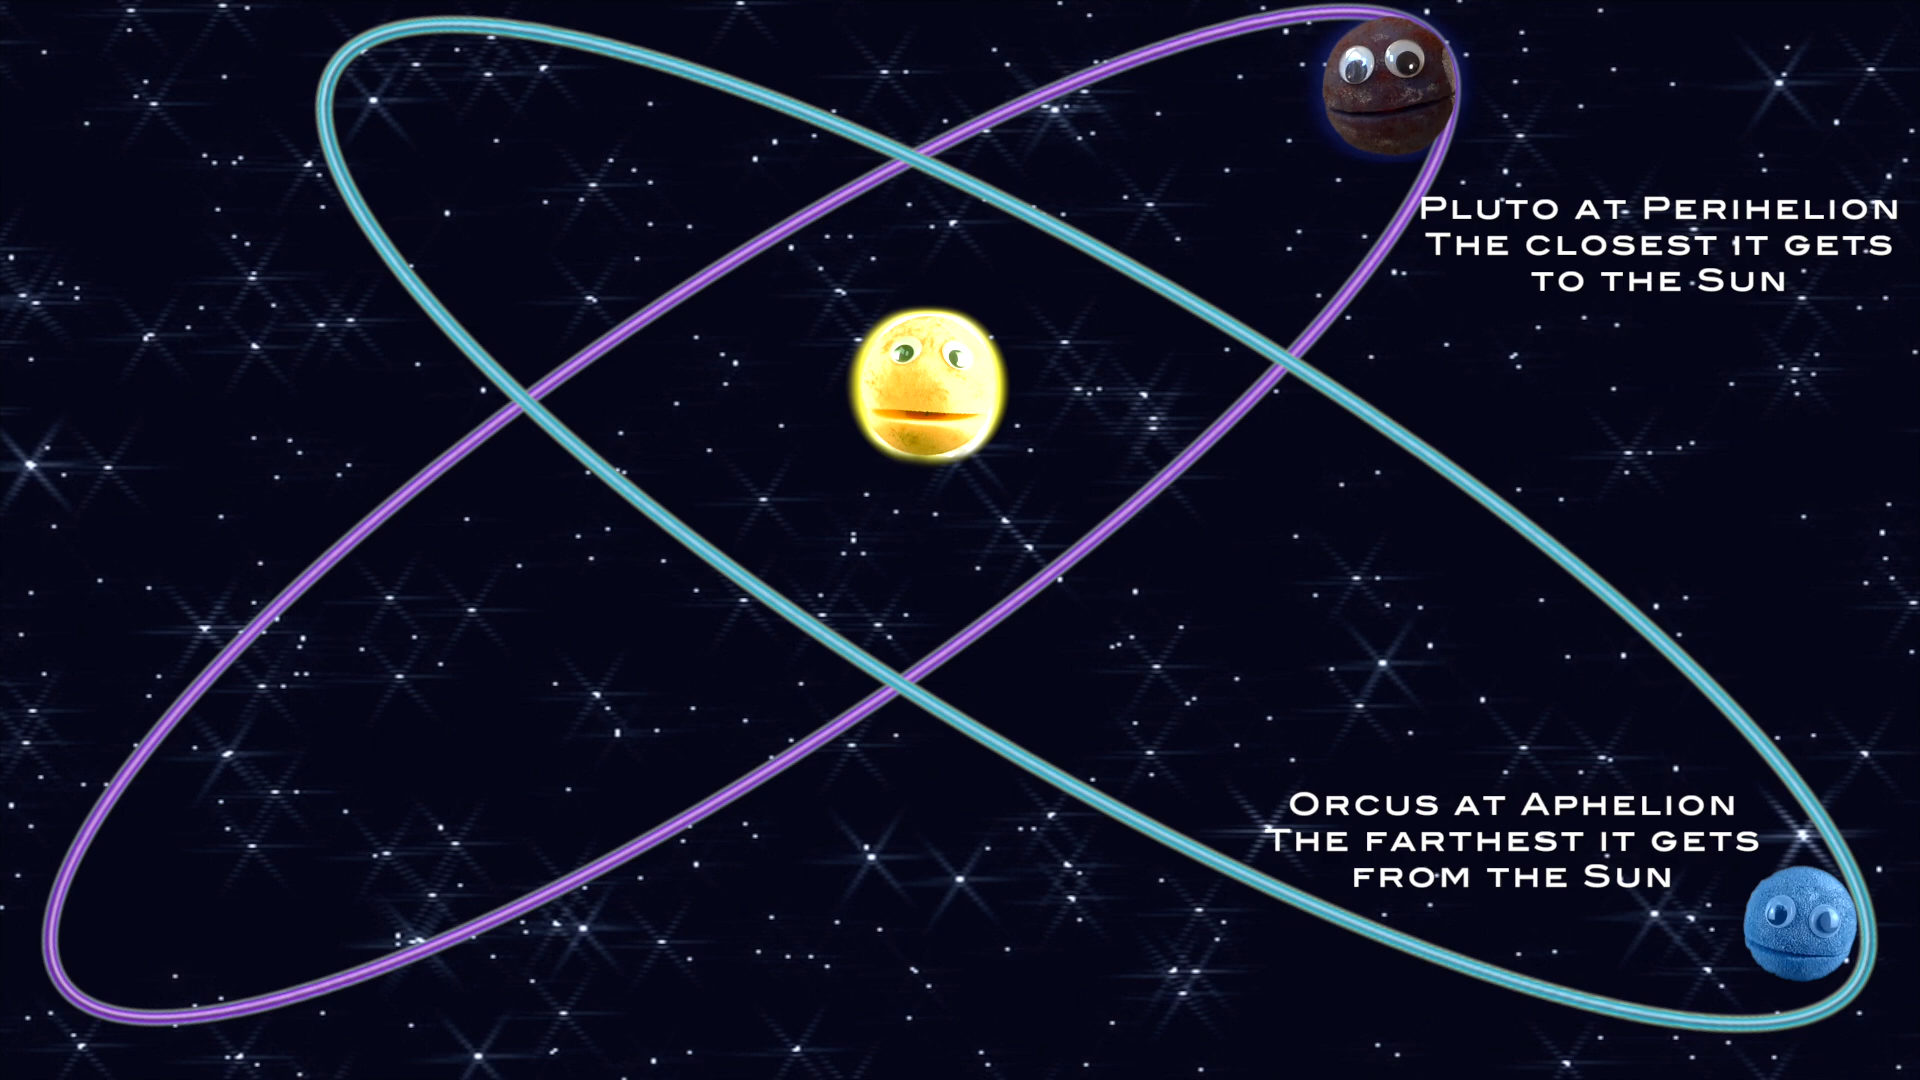 Pluto at Perihelion
The closest it gets
to the Sun
Orcus at Aphelion
The farthest it gets
from the Sun